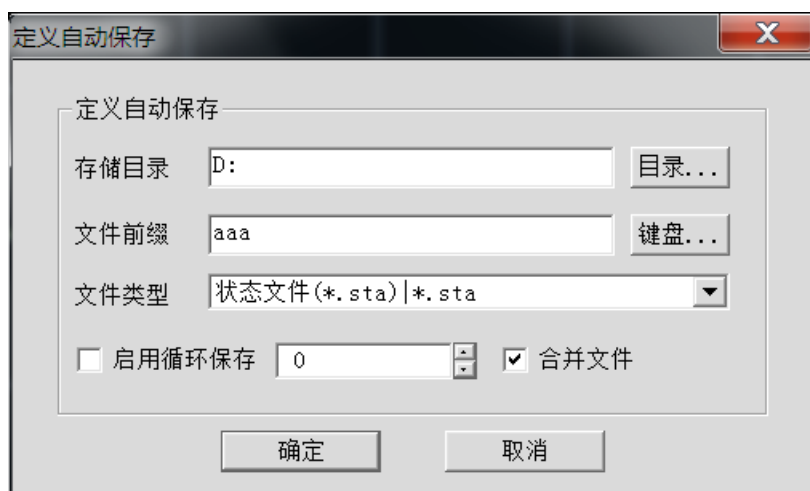 定义自动保存
X
定义自动保存
存储目录 D: 目录...
文件前缀 aaa 键盘...
文件类型 状态文件(*.sta)|*.sta
启用循环保存 0 合并文件
确定 取消